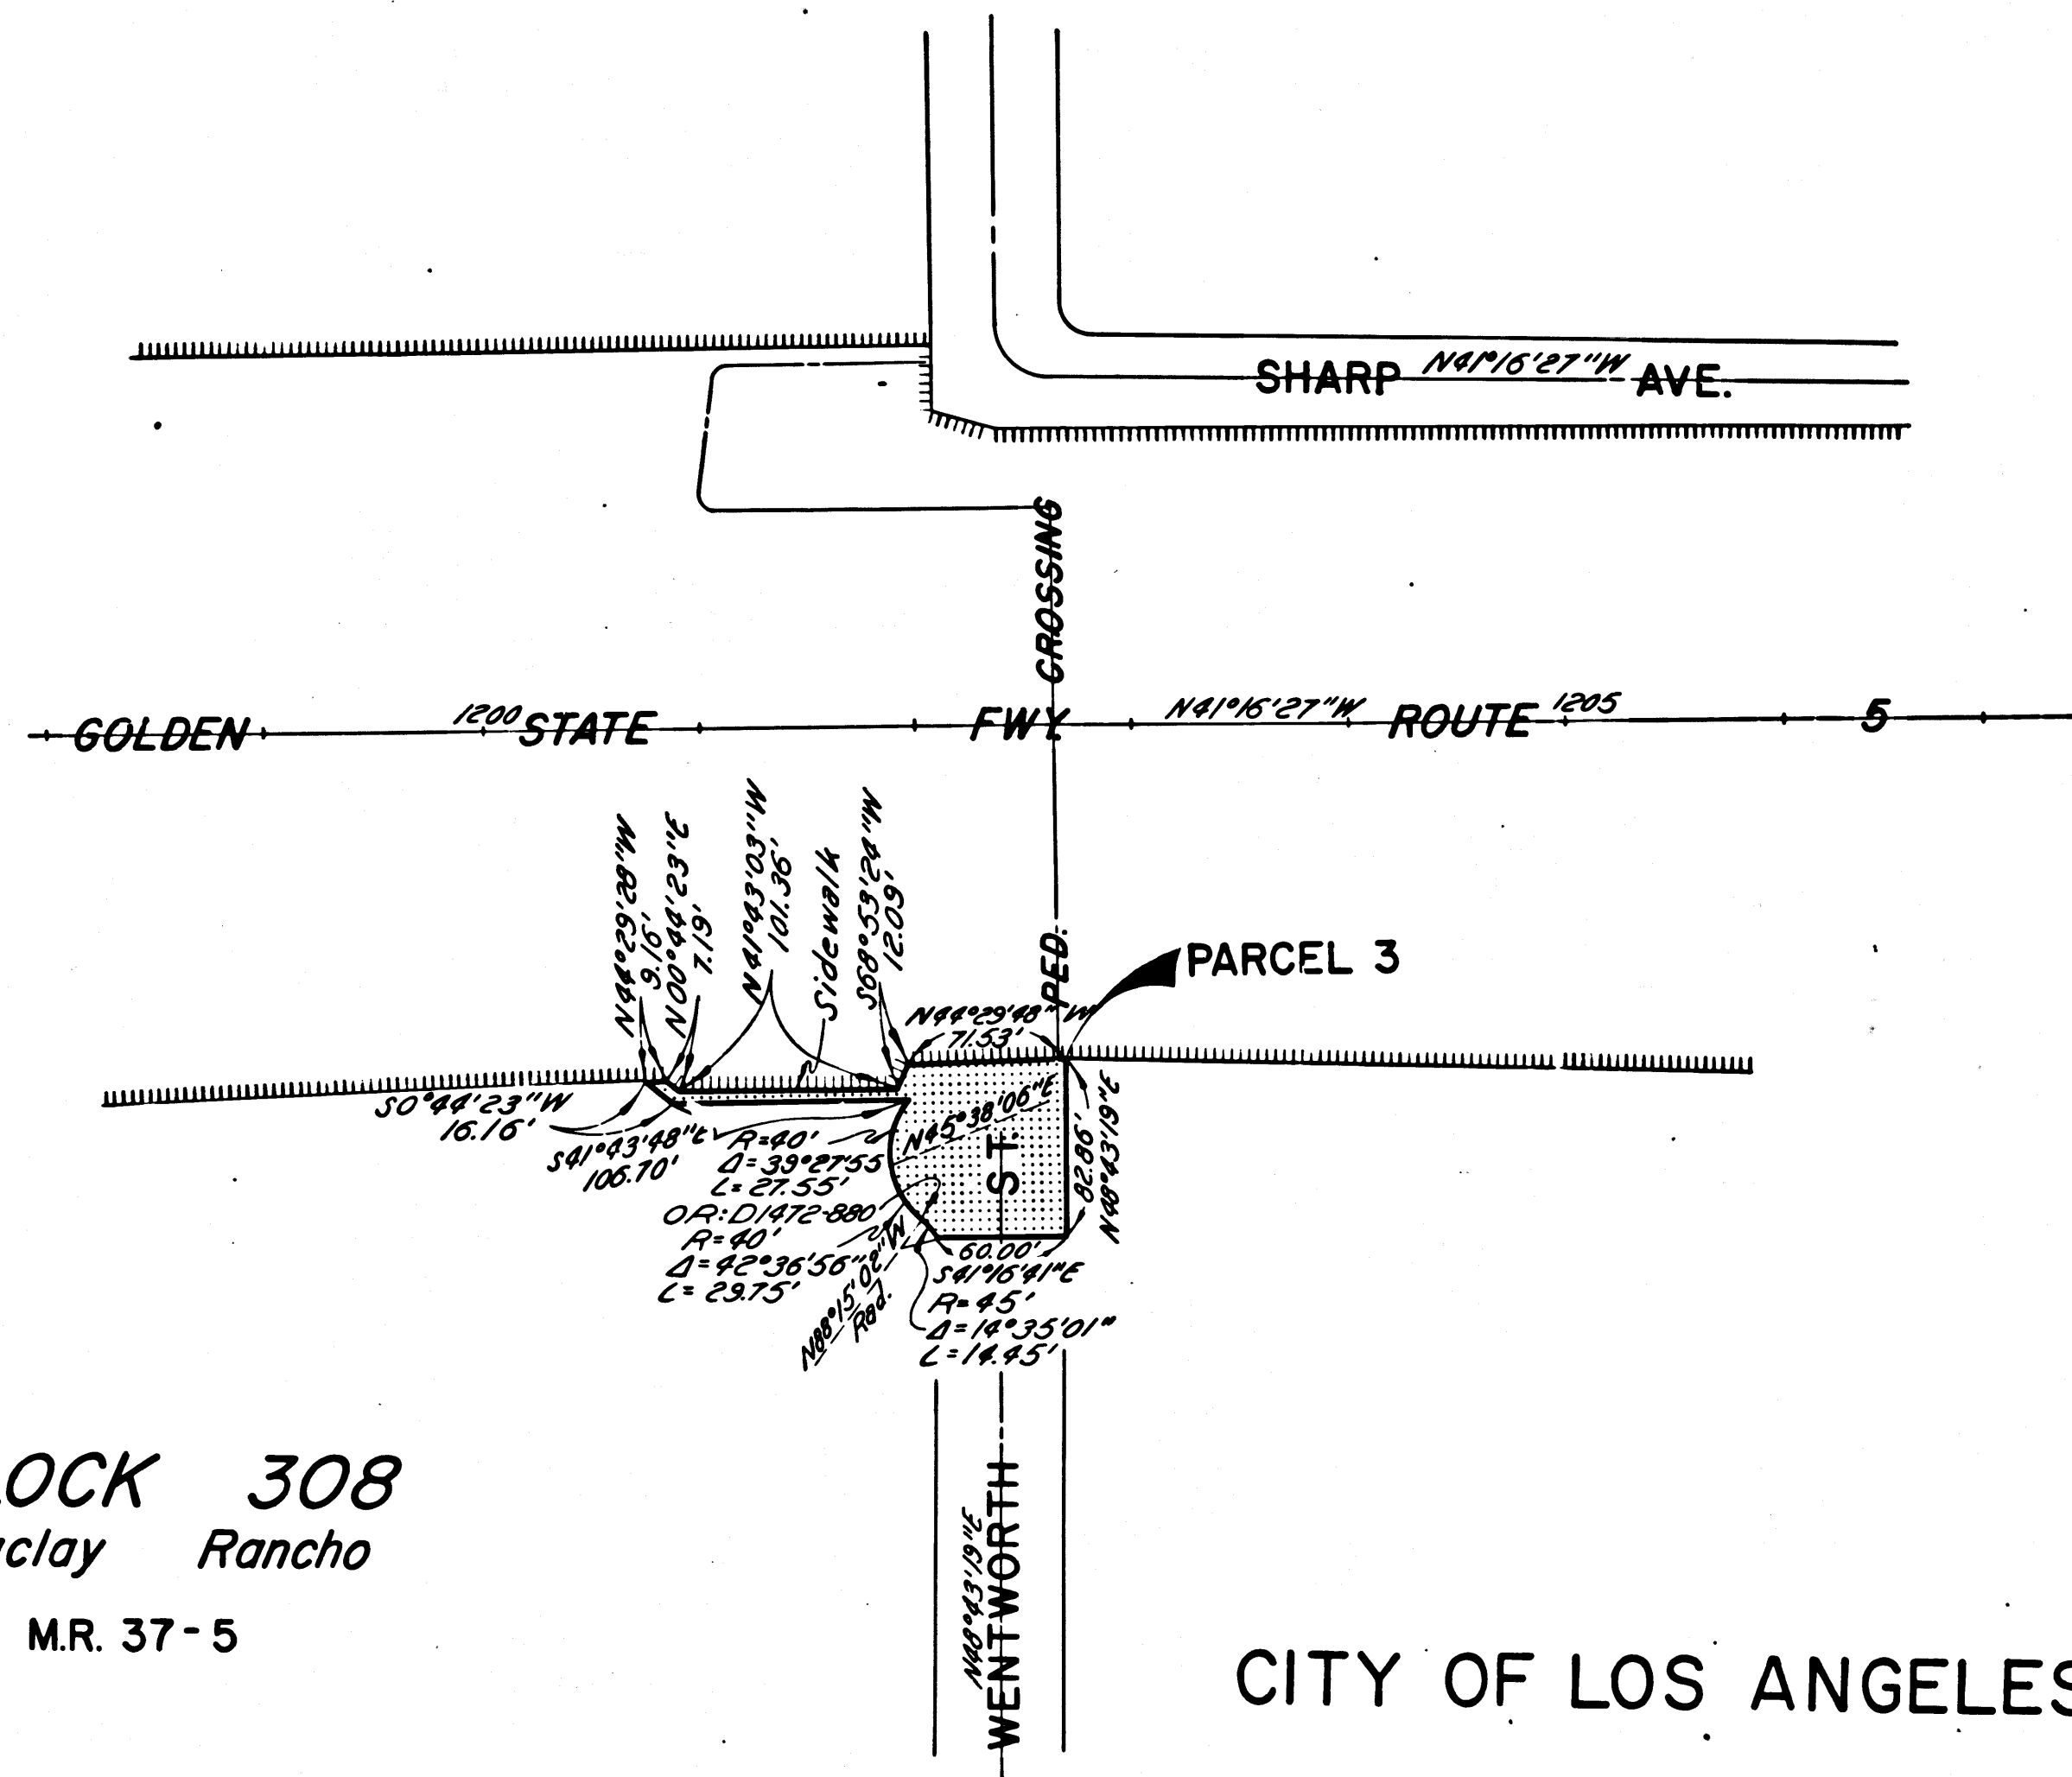 SHARP N41°16'27"W AVE.
CROSSING
GOLDEN 1200 STATE FWY N41°16'27"W ROUTE 1205 5
N44°29'28"W
9.16'
N00°44'23"E
7.19'
N41°43'03"W
101.36'
Sidewalk
S68°53'24"W
12.09'
PED.
PARCEL 3
N44°29'48"W
71.53'
S0°44'23"W
16.16'
S41°43'48"E
106.70'
R=40'
Δ=39°27'55
L=27.55'
OR:D1472-880
R=40'
Δ=42°36'56"
L=29.75'
N45°38'06"E
ST.
82.86'
N48°43'19"E
N88°15'02"W
Rad.
60.00'
S41°16'41"E
R=45'
Δ=14°35'01"
L=14.45'
N48°43'19"E
WENTWORTH
LOCK 308
clay Rancho
M.R. 37-5
CITY OF LOS ANGELES